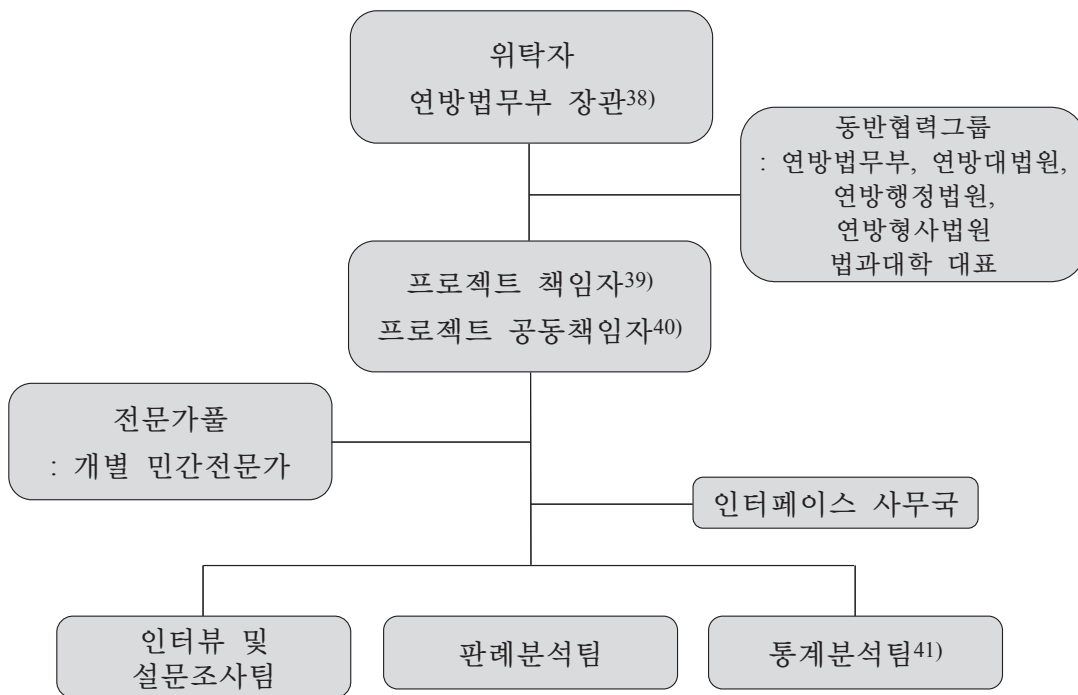 위탁자
연방법무부 장관38)
동반협력그룹
: 연방법무부, 연방대법원,
연방행정법원,
연방형사법원
법과대학 대표
프로젝트 책임자39)
프로젝트 공동책임자40)
전문가풀
: 개별 민간전문가
인터페이스 사무국
인터뷰 및
설문조사팀
판례분석팀
통계분석팀41)